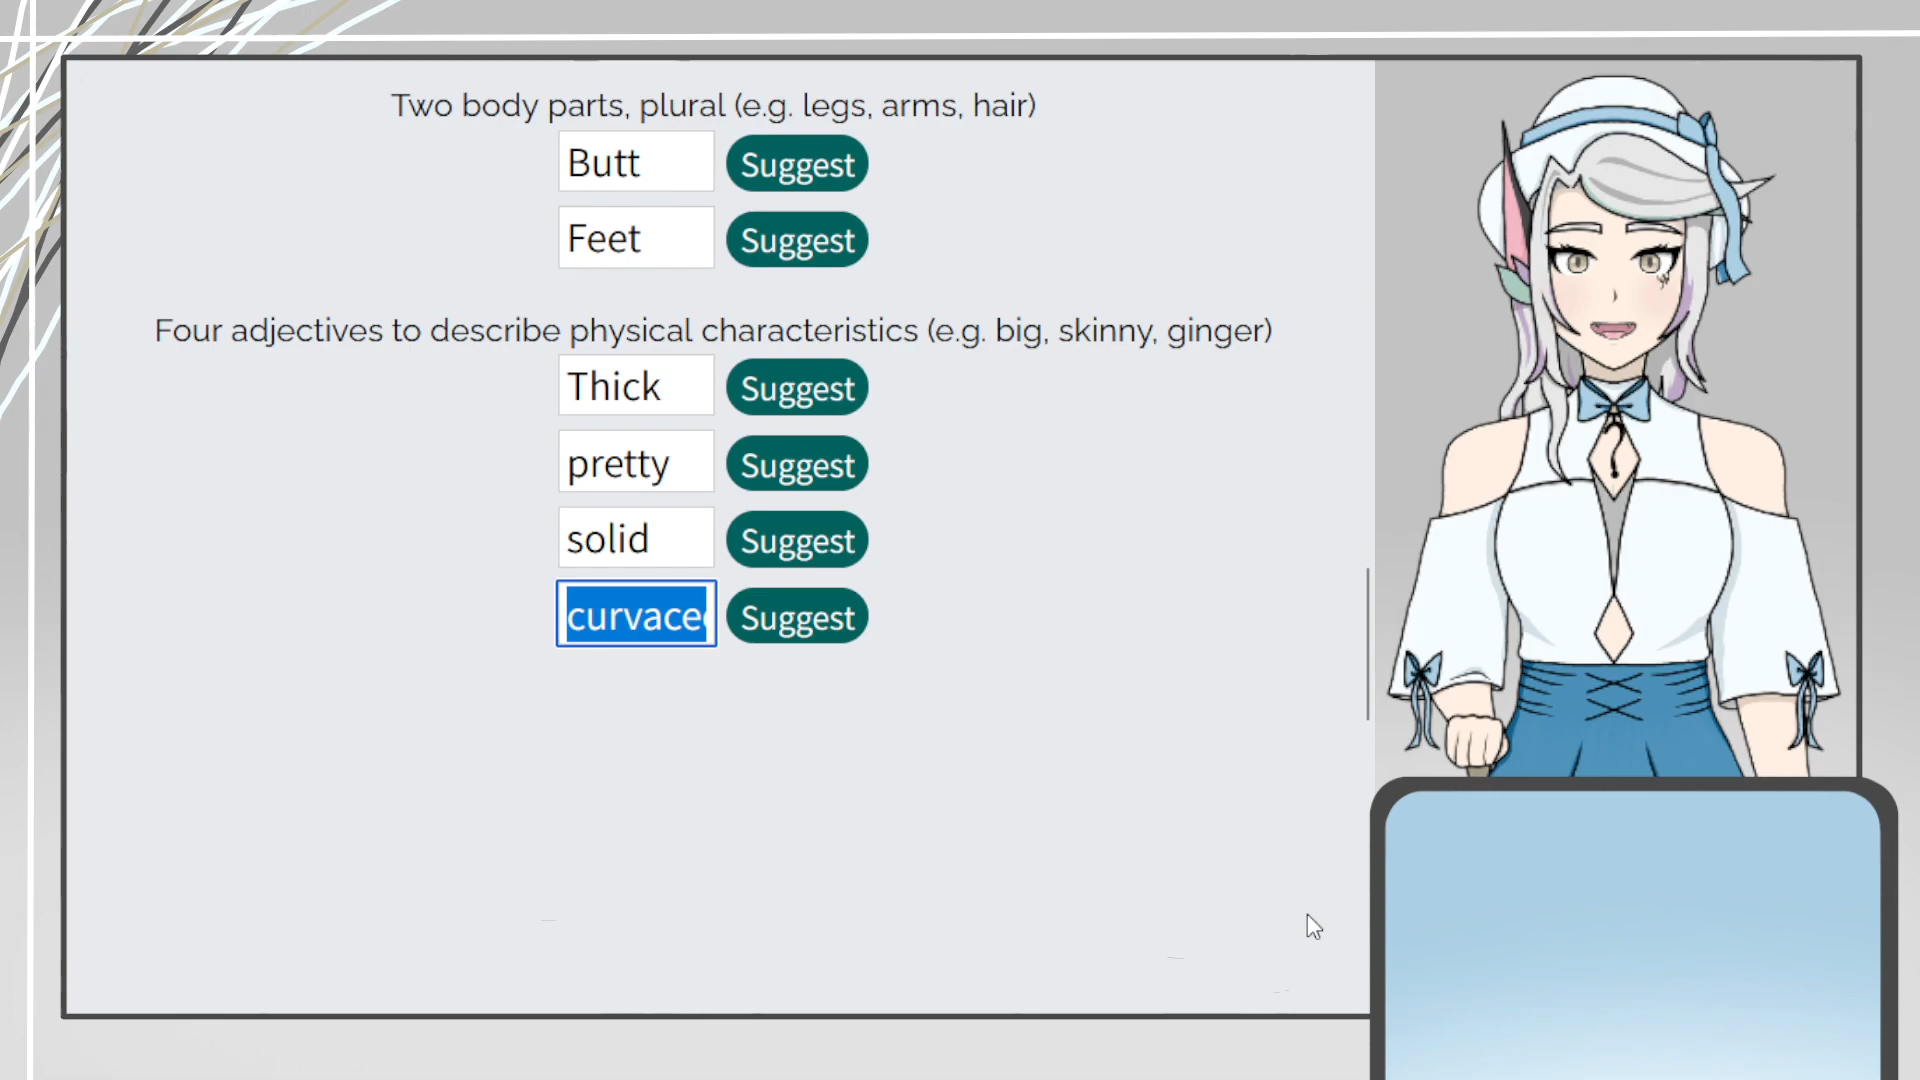 Two body parts, plural (e.g. legs, arms, hair)
Butt Suggest
Feet Suggest
Four adjectives to describe physical characteristics (e.g. big, skinny, ginger)
Thick Suggest
pretty Suggest
solid Suggest
curvace Suggest